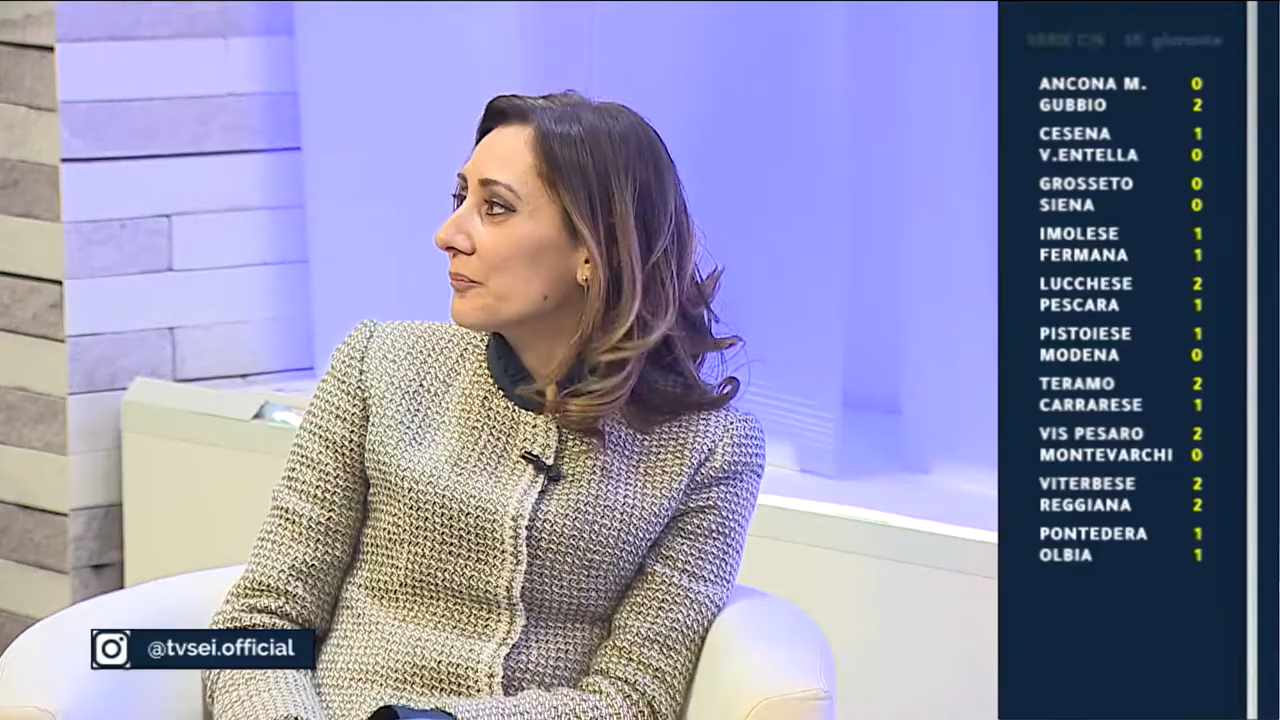 ANCONA M. 0
GUBBIO 2
CESENA 1
V.ENTELLA 0
GROSSETO 0
SIENA 0
IMOLESE 1
FERMANA 1
LUCCHESE 2
PESCARA 1
PISTOIESE 1
MODENA 0
TERAMO 2
CARRARESE 1
VIS PESARO 2
MONTEVARCHI 0
VITERBESE 2
REGGIANA 2
PONTEDERA 1
OLBIA 1
@tvsei.official